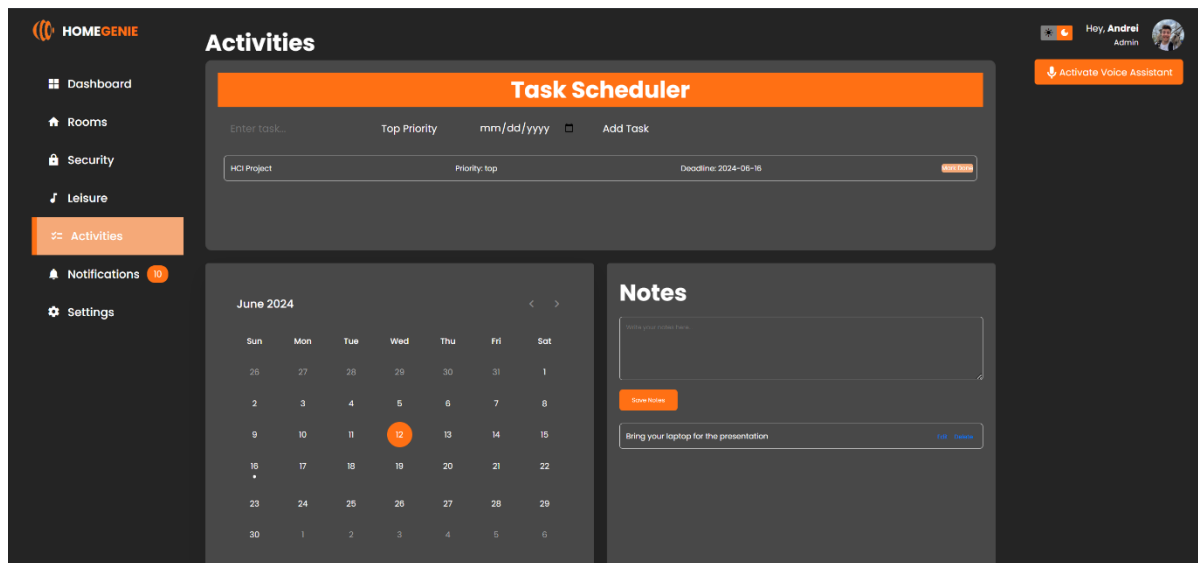 HOMEGENIE
Dashboard
Rooms
Security
Leisure
Activities
Notifications 10
Settings
Activities
Task Scheduler
Enter task...
Top Priority
mm/dd/yyyy
Add Task
HCI Project
Priority: top
Deadline: 2024-06-16
Mark Done
June 2024
Sun Mon Tue Wed Thu Fri Sat
26 27 28 29 30 31 1
2 3 4 5 6 7 8
9 10 11 12 13 14 15
16 17 18 19 20 21 22
23 24 25 26 27 28 29
30 1 2 3 4 5 6
Notes
Write your notes here...
Save Notes
Bring your laptop for the presentation
Edit Delete
Hey, Andrei
Admin
Activate Voice Assistant